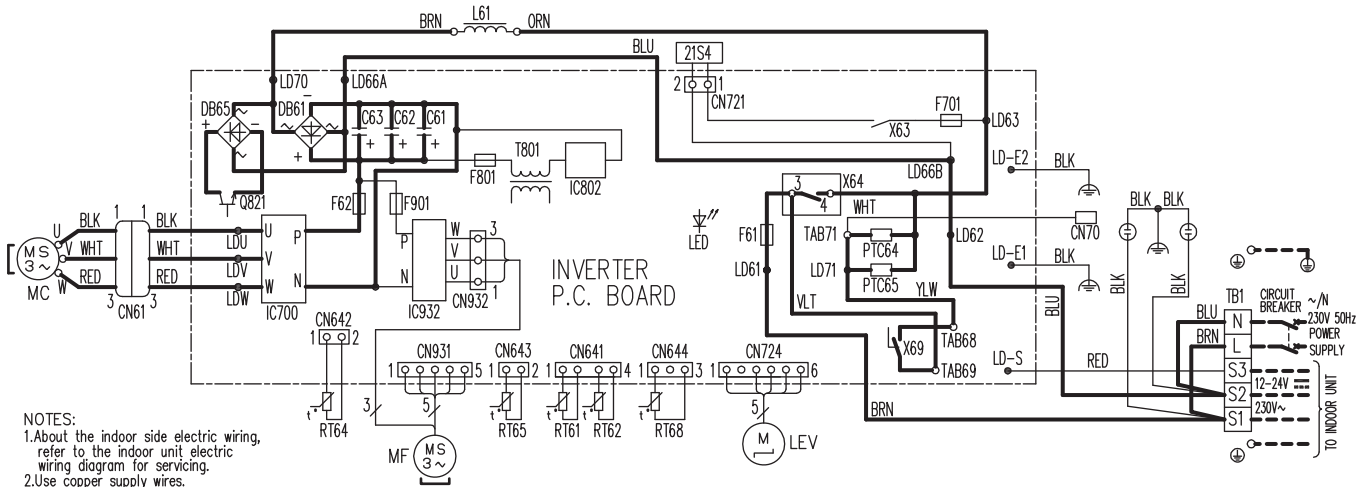 BRN L61 ORN
BLU
21S4
2 1
CN721
LD70 LD66A
DB65 DB61
C63 C62 C61
F701
X63
LD63
T801
F801
IC802
Q821
F62 F901
LD66B
LD-E2 BLK
3 X64
4
WHT
CN70
BLK BLK
LED
F61
TAB71
PTC64
LD62
LD61
LD71
PTC65
LD-E1 BLK
U BLK 1 1 BLK LDU U P
MS 3~ V WHT WHT LDV V
W RED 3 3 RED LDW W N
MC
CN61
IC700
P W 3
V
N U 1
IC932
CN932
INVERTER
P.C. BOARD
VLT
YLW
BLU
BLK
BLK
X69
TAB68
TAB69
LD-S RED
TB1
CIRCUIT
BREAKER
~/N
230V 50Hz
POWER
SUPPLY
BLU N
BRN L
S3
12-24V
S2
230V~
S1
TO INDOOR UNIT
BRN
CN642
1 2
CN931
1 5
CN643
1 2
CN641
1 4
CN644
1 3
CN724
1 6
t° t° t° t° t°
RT64 RT65 RT61 RT62 RT68
3 5 5
MF MS 3~
M LEV
NOTES:
1.About the indoor side electric wiring,
refer to the indoor unit electric
wiring diagram for servicing.
2.Use copper supply wires.